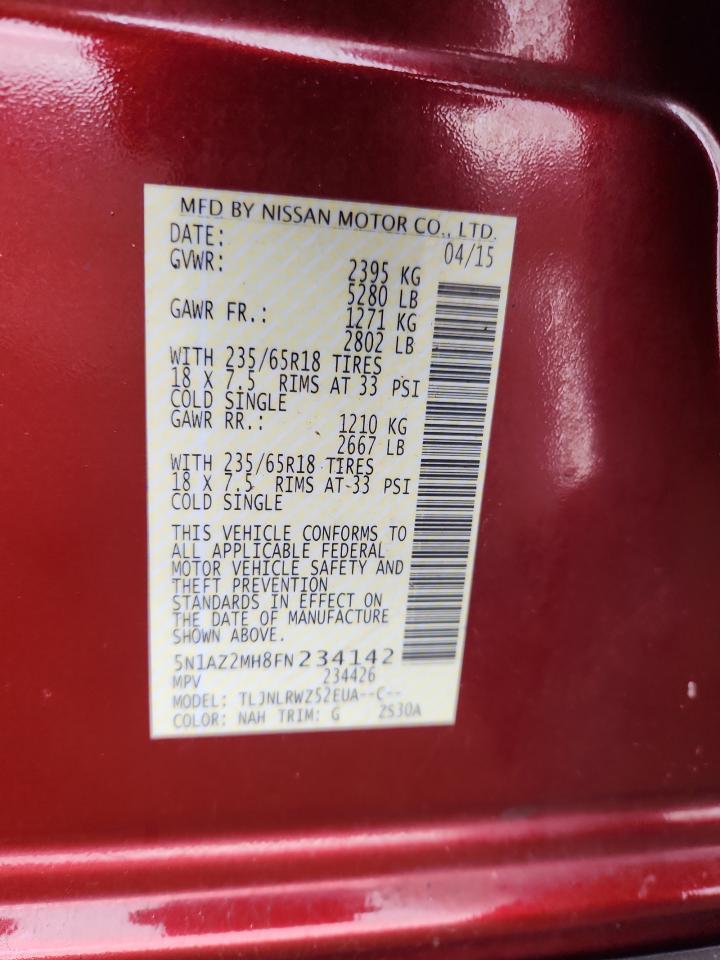 MFD BY NISSAN MOTOR CO., LTD.
DATE: 04/15
GVWR: 2395 KG
5280 LB
GAWR FR.: 1271 KG
2802 LB
WITH 235/65R18 TIRES
18 X 7.5 RIMS AT 33 PSI
COLD SINGLE
GAWR RR.: 1210 KG
2667 LB
WITH 235/65R18 TIRES
18 X 7.5 RIMS AT 33 PSI
COLD SINGLE
THIS VEHICLE CONFORMS TO
ALL APPLICABLE FEDERAL
MOTOR VEHICLE SAFETY AND
THEFT PREVENTION
STANDARDS IN EFFECT ON
THE DATE OF MANUFACTURE
SHOWN ABOVE.
5N1AZ2MH8FN234142
MPV 234426
MODEL: TLJNLRWZ52EUA--C--
COLOR: NAH TRIM: G 2S30A